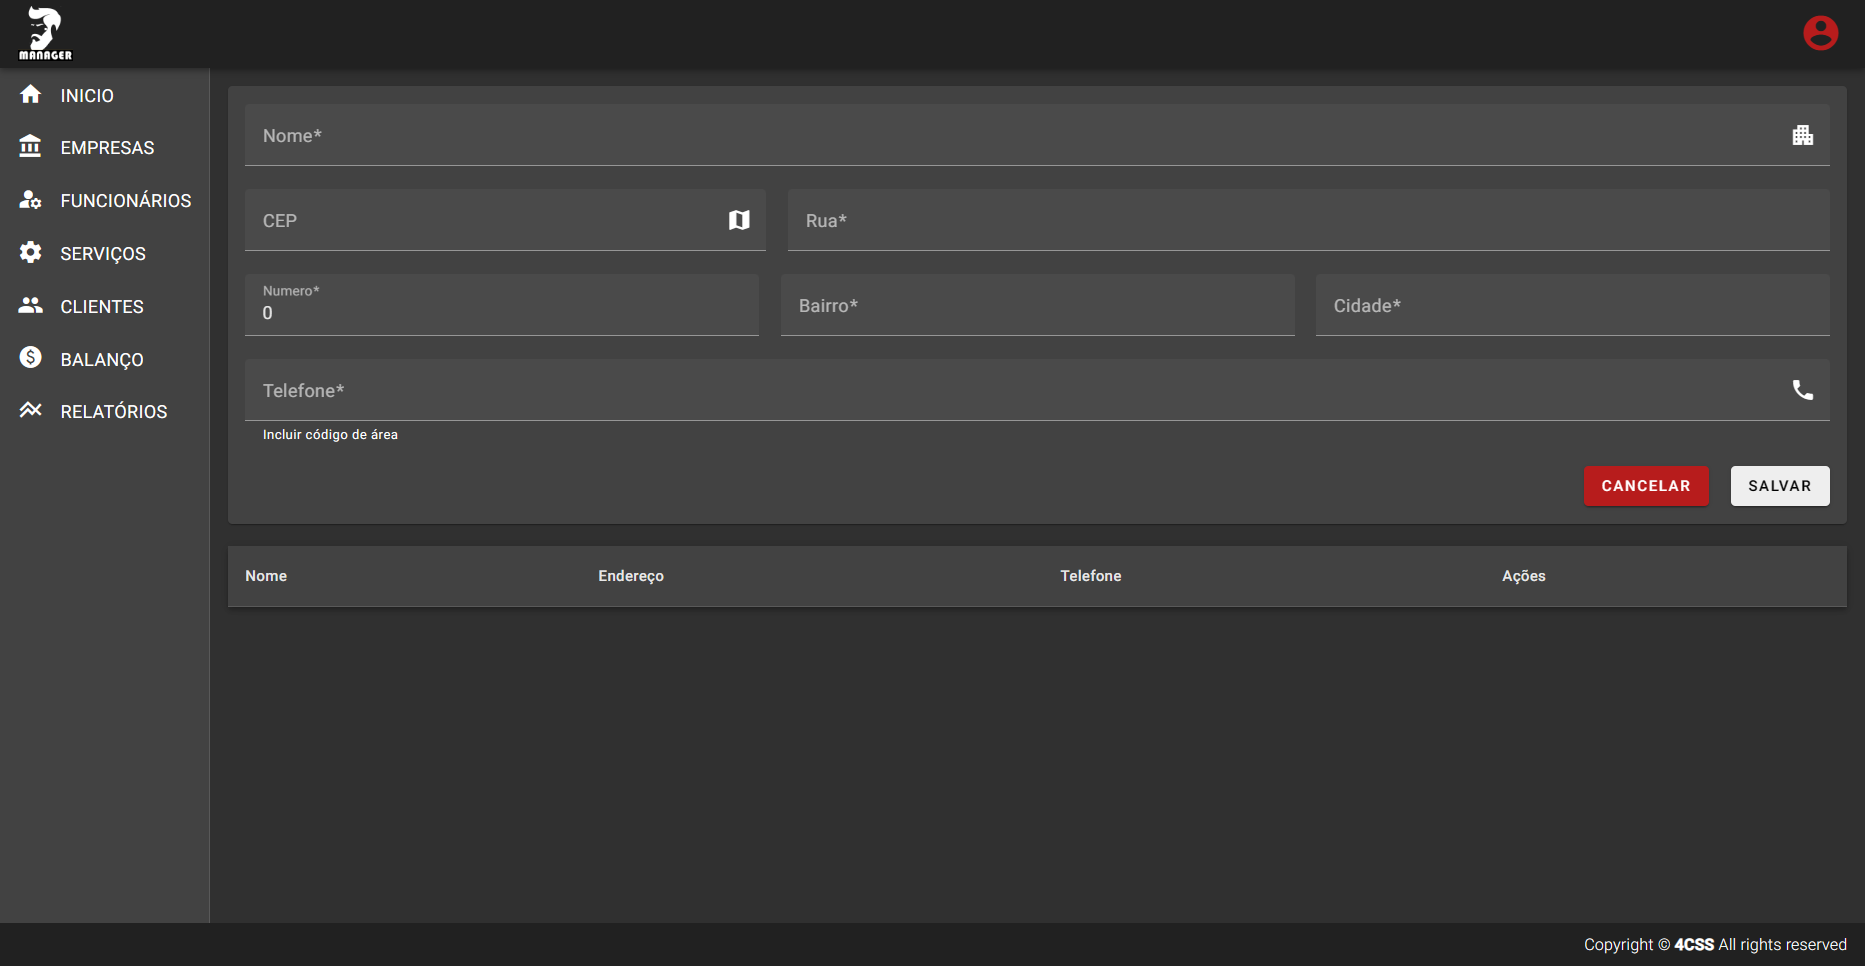 MANAGER
INICIO
EMPRESAS
FUNCIONÁRIOS
SERVIÇOS
CLIENTES
BALANÇO
RELATÓRIOS
Nome*
CEP
Rua*
Numero*
0
Bairro*
Cidade*
Telefone*
Incluir código de área
CANCELAR
SALVAR
Nome
Endereço
Telefone
Ações
Copyright © 4CSS All rights reserved